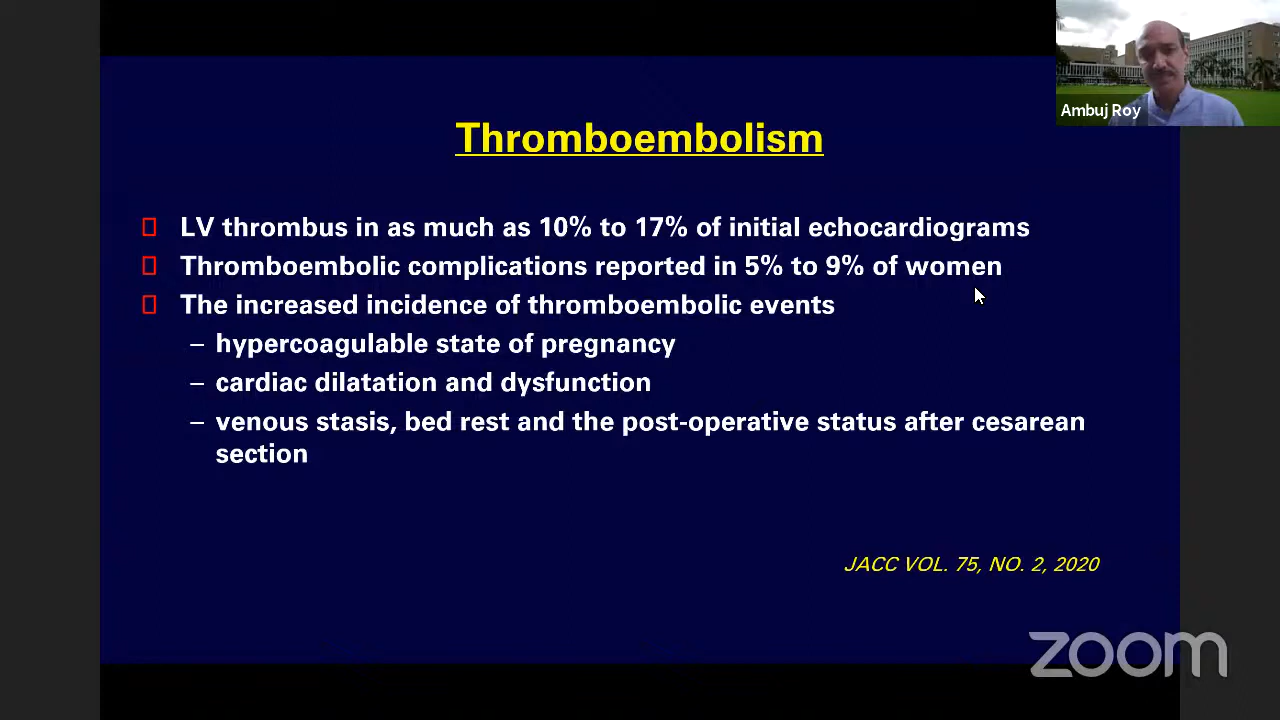 Ambuj Roy
Thromboembolism
LV thrombus in as much as 10% to 17% of initial echocardiograms
Thromboembolic complications reported in 5% to 9% of women
The increased incidence of thromboembolic events
– hypercoagulable state of pregnancy
– cardiac dilatation and dysfunction
– venous stasis, bed rest and the post-operative status after cesarean
section
JACC VOL. 75, NO. 2, 2020
zoom